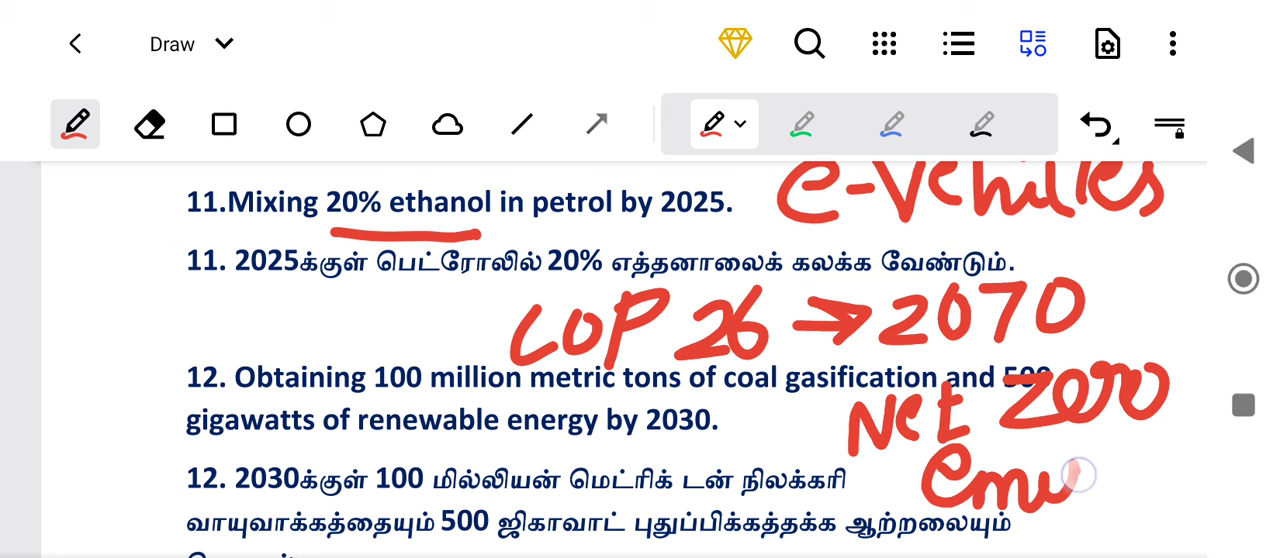 Draw
e-Vehicles
11.Mixing 20% ethanol in petrol by 2025.
11. 2025க்குள் பெட்ரோலில் 20% எத்தனாலைக் கலக்க வேண்டும்.
COP 26 → 2070
12. Obtaining 100 million metric tons of coal gasification and 500
Net Zero
gigawatts of renewable energy by 2030.
12. 2030க்குள் 100 மில்லியன் மெட்ரிக் டன் நிலக்கரி
வாயுவாக்கத்தையும் 500 ஜிகாவாட் புதுப்பிக்கத்தக்க ஆற்றலையும்